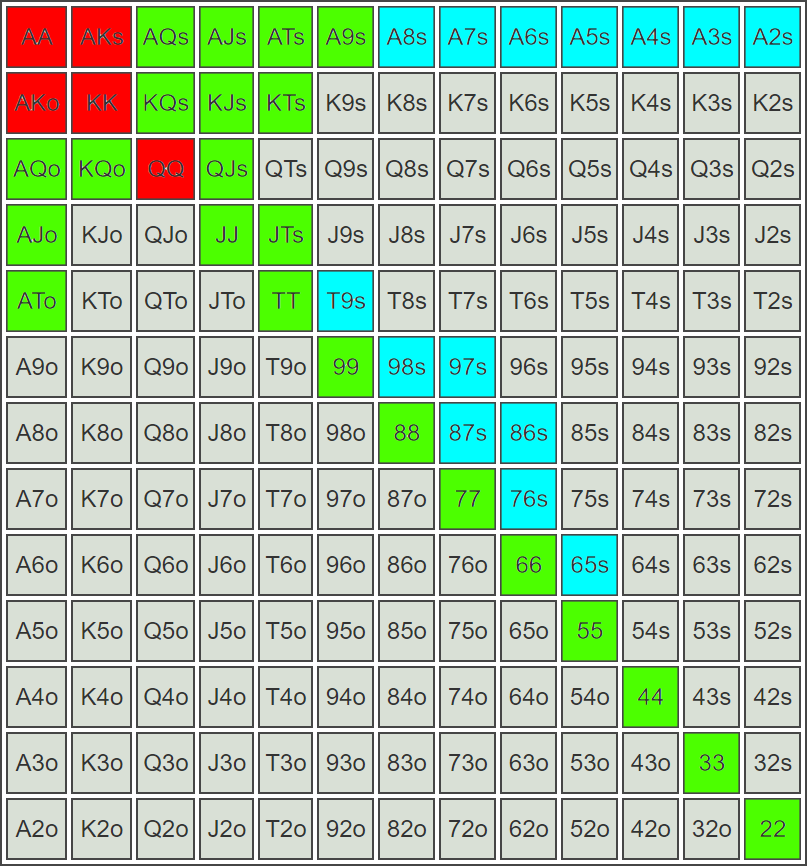 AA AKs AQs AJs ATs A9s A8s A7s A6s A5s A4s A3s A2s
AKo KK KQs KJs KTs K9s K8s K7s K6s K5s K4s K3s K2s
AQo KQo QQ QJs QTs Q9s Q8s Q7s Q6s Q5s Q4s Q3s Q2s
AJo KJo QJo JJ JTs J9s J8s J7s J6s J5s J4s J3s J2s
ATo KTo QTo JTo TT T9s T8s T7s T6s T5s T4s T3s T2s
A9o K9o Q9o J9o T9o 99 98s 97s 96s 95s 94s 93s 92s
A8o K8o Q8o J8o T8o 98o 88 87s 86s 85s 84s 83s 82s
A7o K7o Q7o J7o T7o 97o 87o 77 76s 75s 74s 73s 72s
A6o K6o Q6o J6o T6o 96o 86o 76o 66 65s 64s 63s 62s
A5o K5o Q5o J5o T5o 95o 85o 75o 65o 55 54s 53s 52s
A4o K4o Q4o J4o T4o 94o 84o 74o 64o 54o 44 43s 42s
A3o K3o Q3o J3o T3o 93o 83o 73o 63o 53o 43o 33 32s
A2o K2o Q2o J2o T2o 92o 82o 72o 62o 52o 42o 32o 22